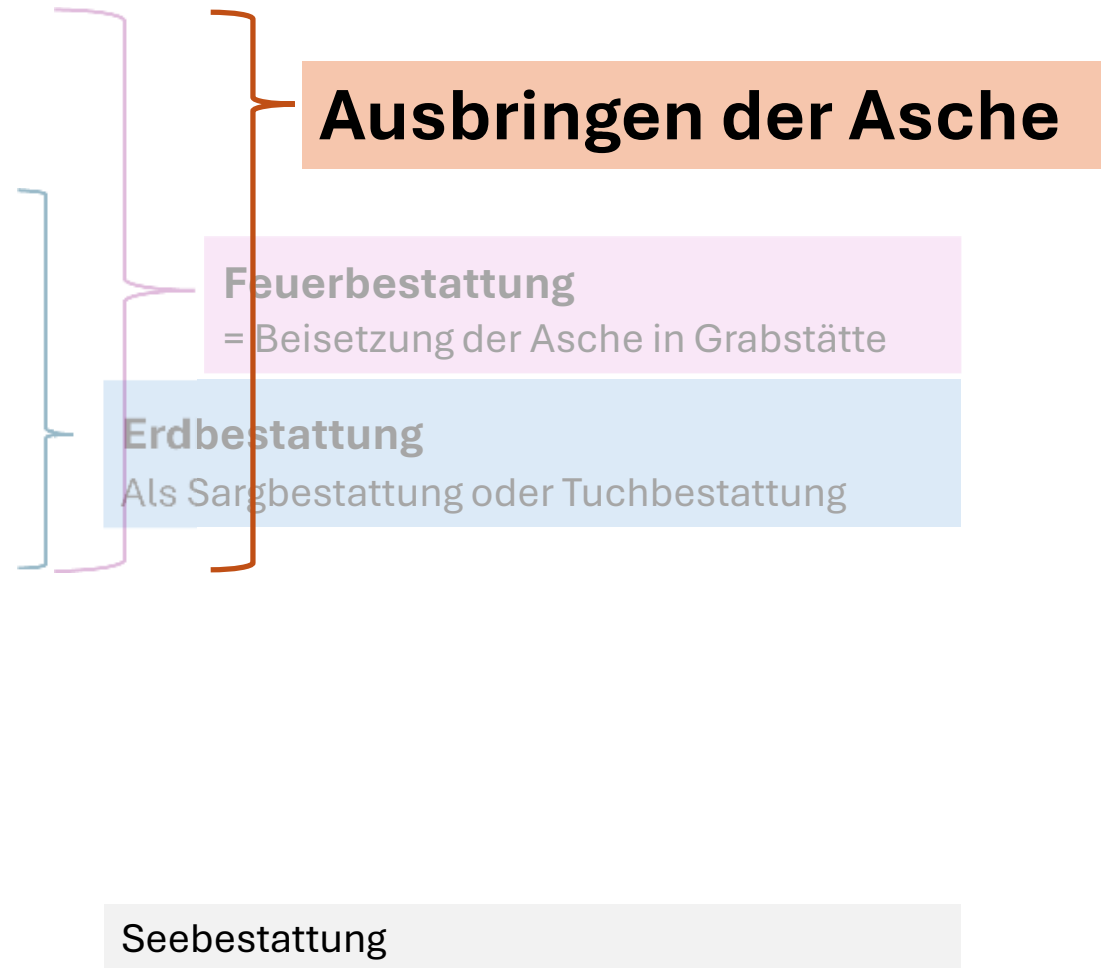 Ausbringen der Asche
Feuerbestattung
= Beisetzung der Asche in Grabstätte
Erdbestattung
Als Sargbestattung oder Tuchbestattung
Seebestattung